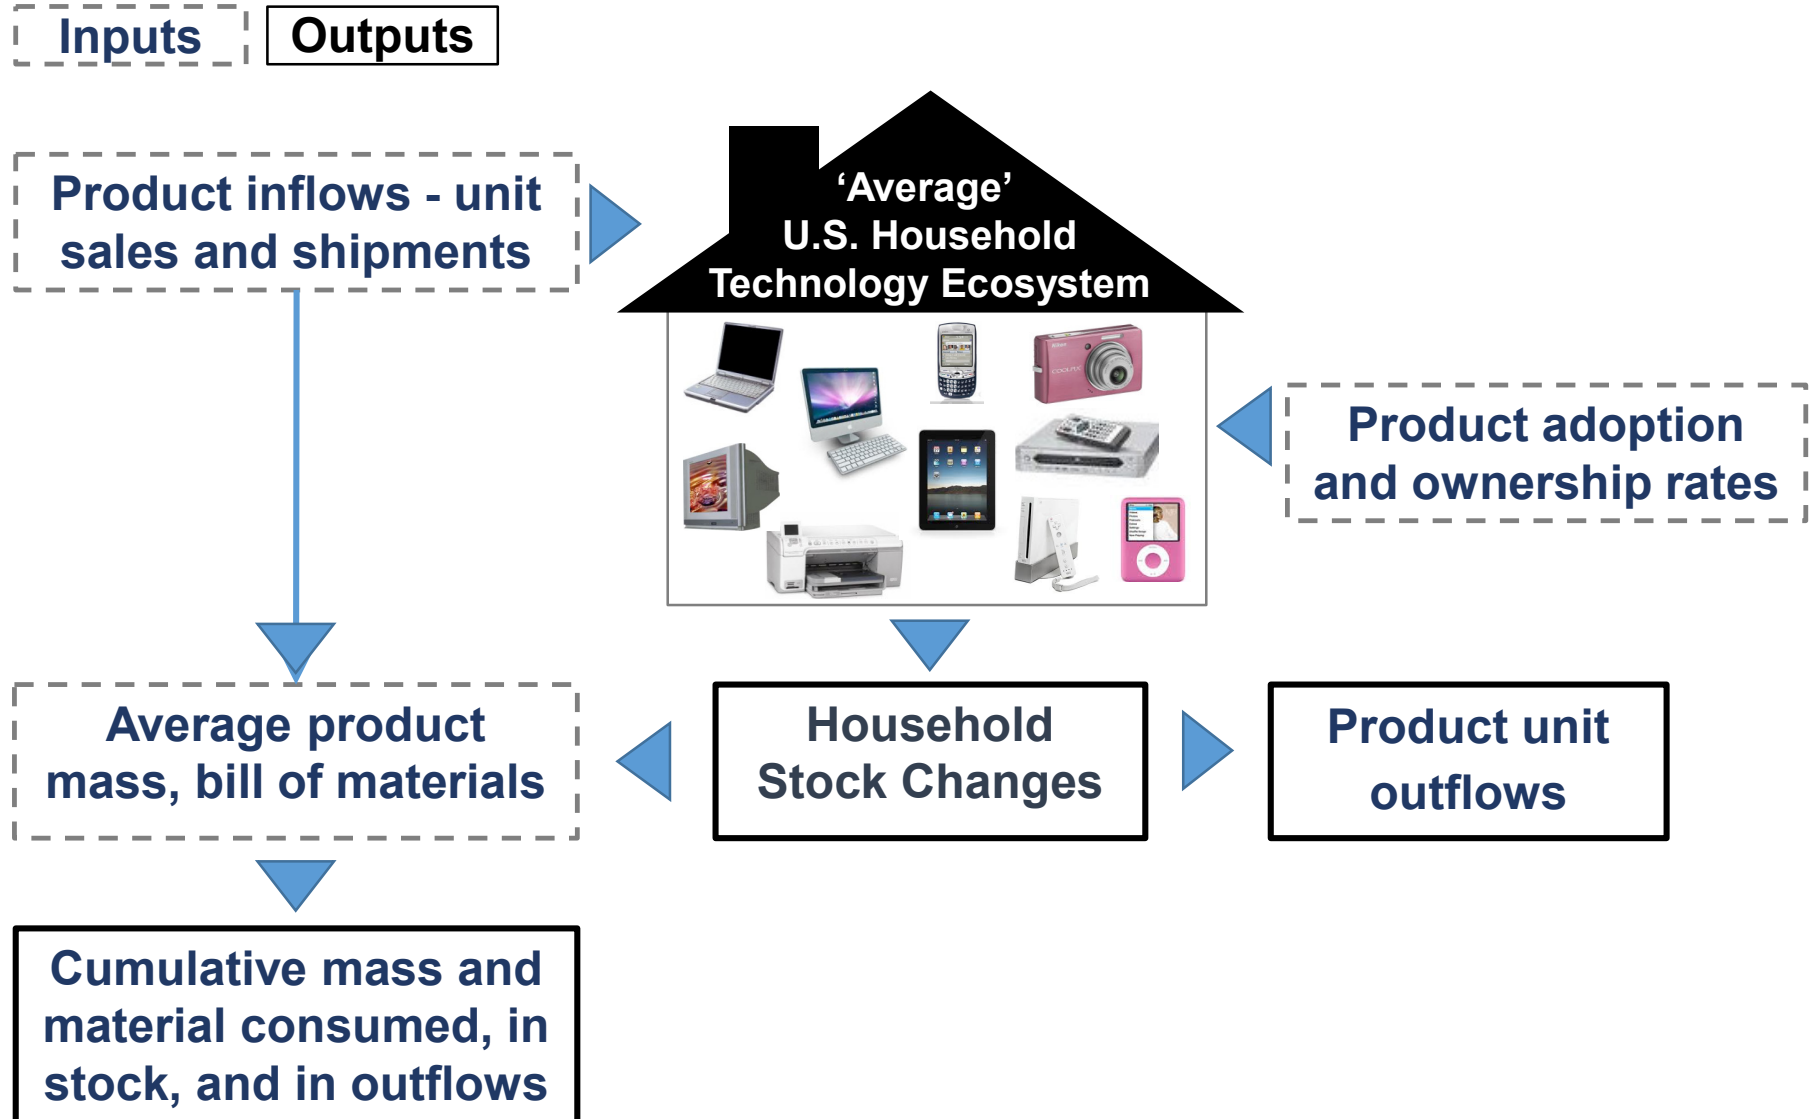 Inputs
Outputs
Product inflows - unit
sales and shipments
‘Average’
U.S. Household
Technology Ecosystem
Nikon
COOLPIX
Product adoption
and ownership rates
Average product
mass, bill of materials
Household
Stock Changes
Product unit
outflows
Cumulative mass and
material consumed, in
stock, and in outflows